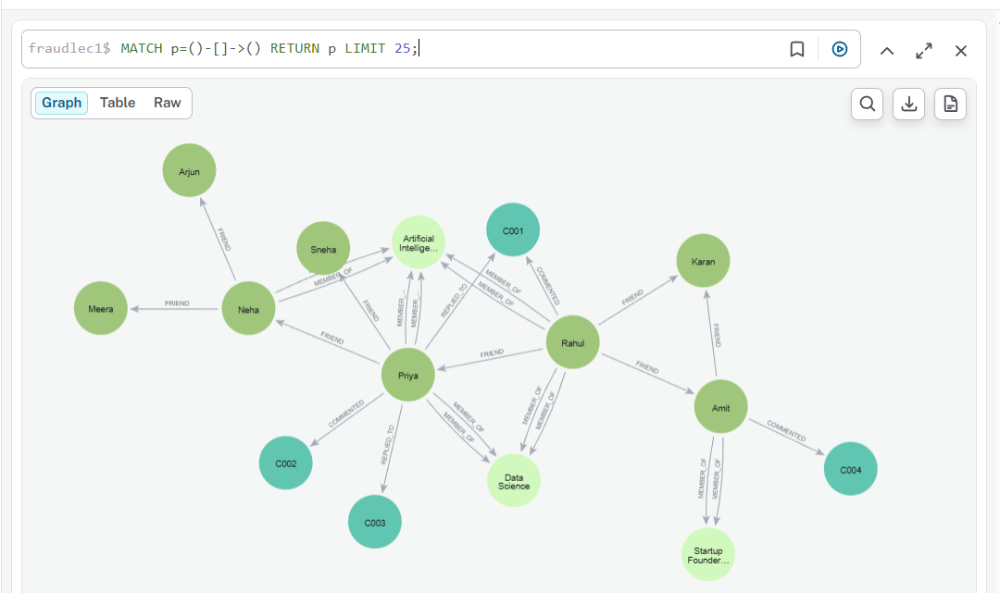 fraudlec1$ MATCH p=()-[]->() RETURN p LIMIT 25;
Graph Table Raw
Arjun
FRIEND
Sneha
Artificial
Intellige...
C001
MEMBER_OF
Karan
Meera
FRIEND
Neha
MEMBER_OF
MEMBER_OF
COMMENTED
REPLIED_TO
FRIEND
FRIEND
MEMBER_...
MEMBER_...
FRIEND
FRIEND
Rahul
FRIEND
FRIEND
Priya
Amit
COMMENTED
REPLIED_TO
MEMBER_OF
MEMBER_OF
MEMBER_OF
MEMBER_OF
COMMENTED
C002
Data
Science
C004
MEMBER_OF
MEMBER_OF
C003
Startup
Founder...